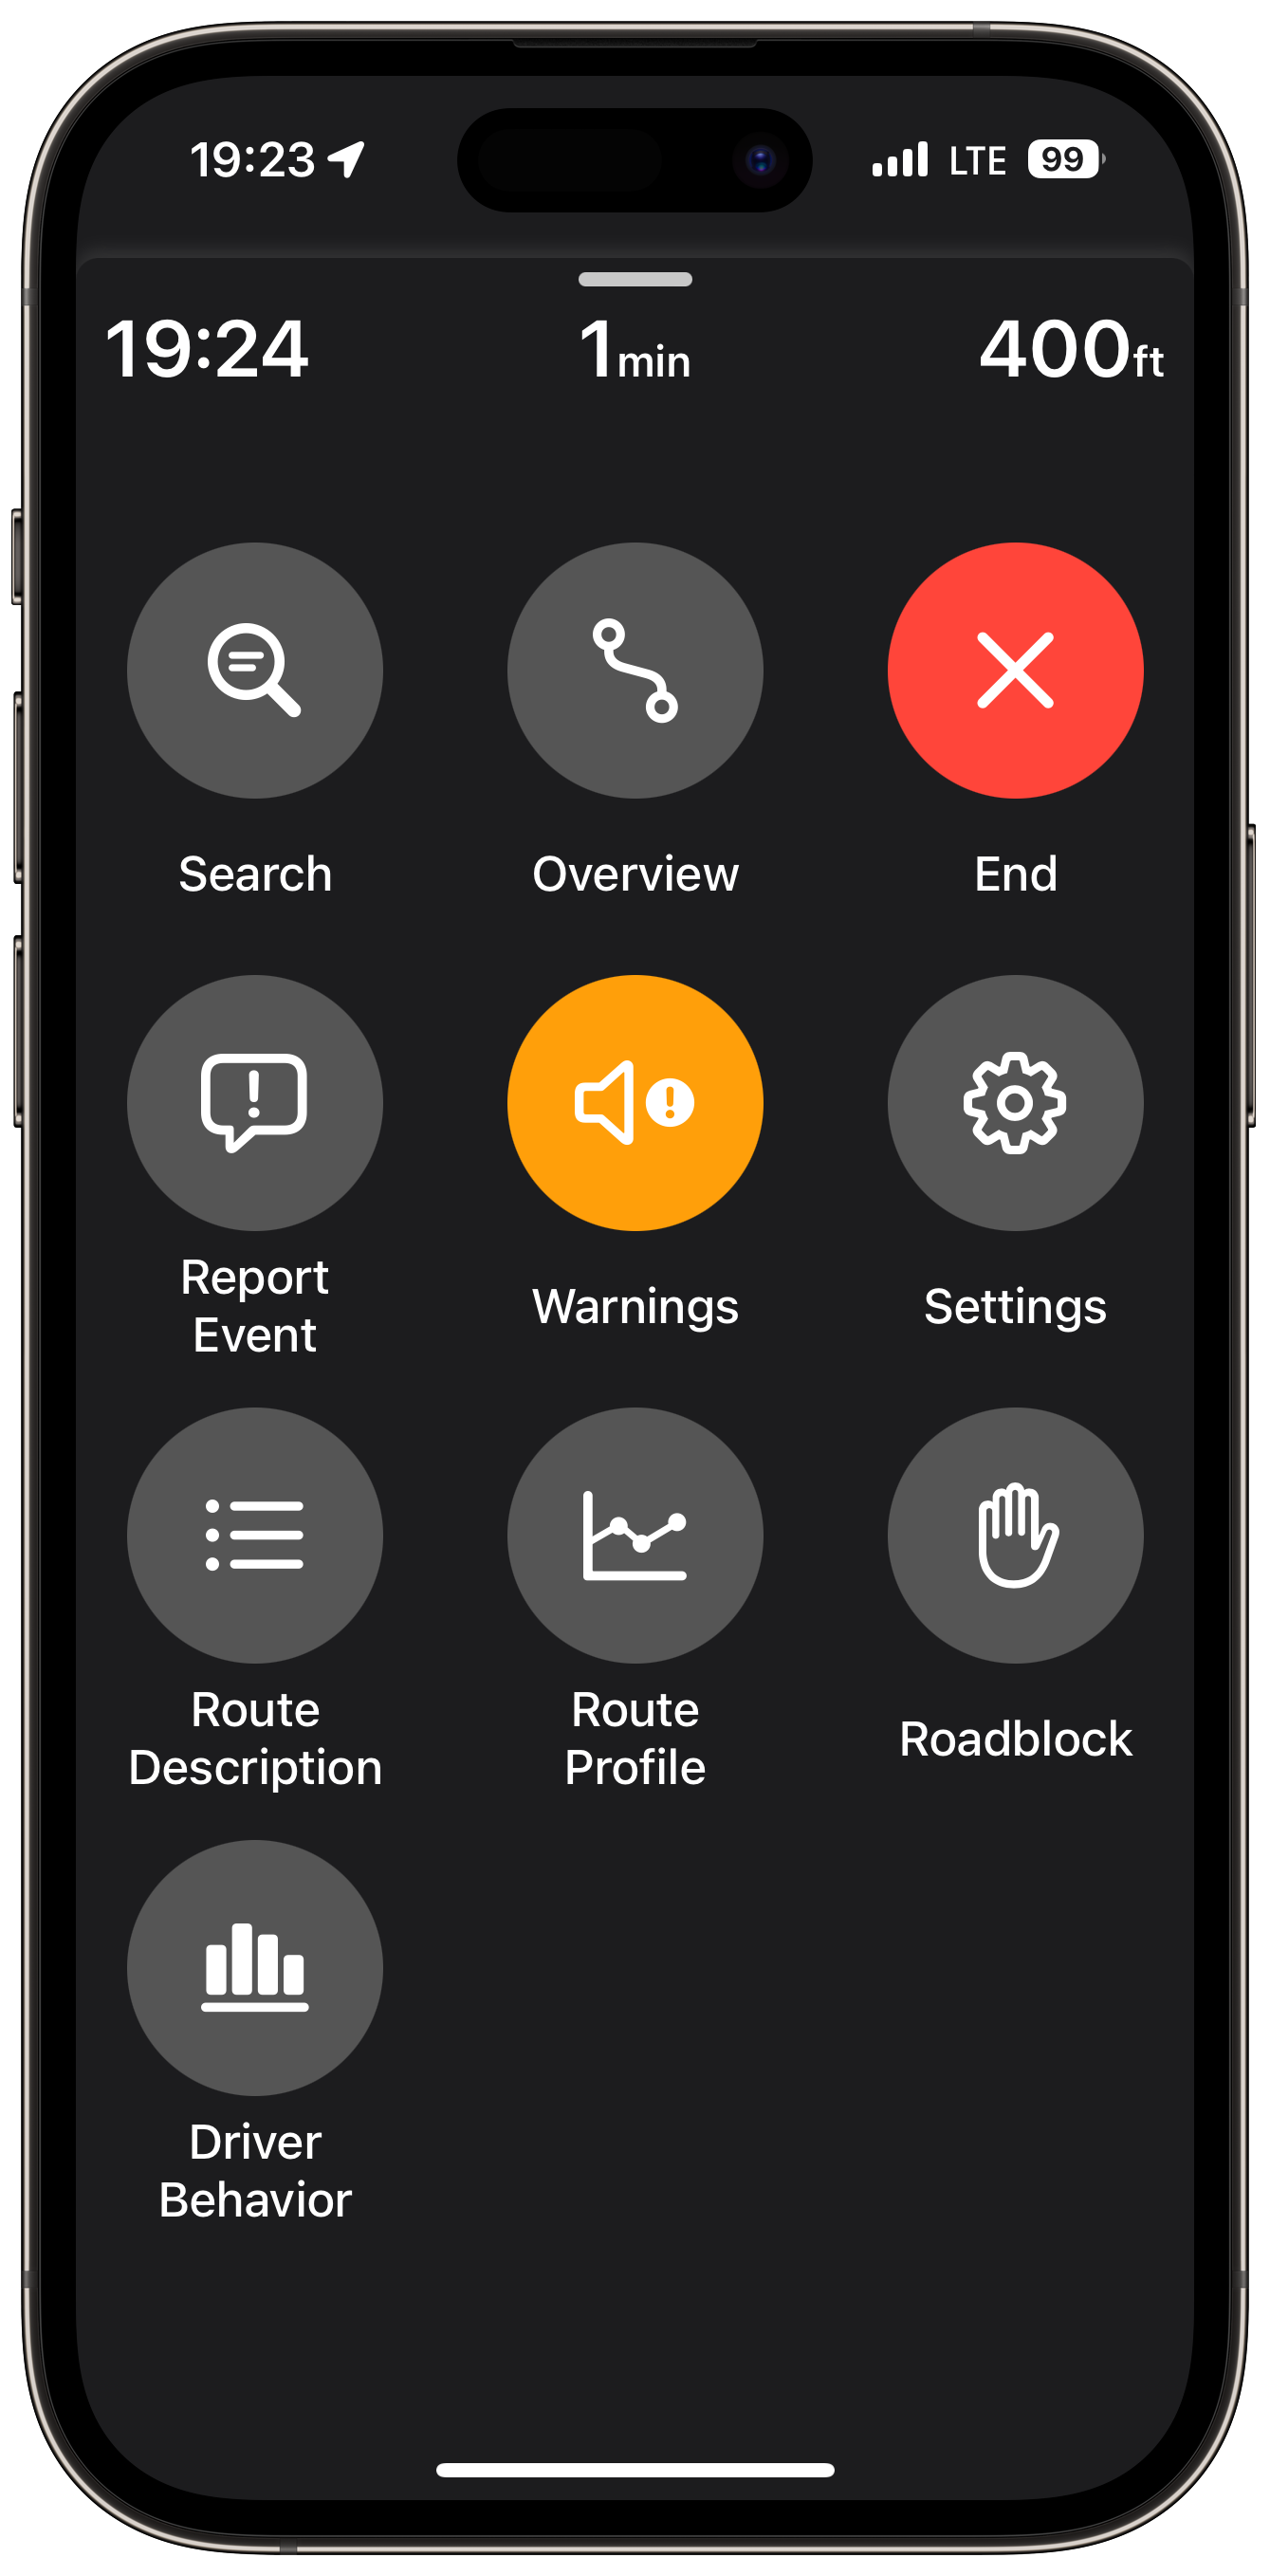 19:23 LTE 99
19:24 1min 400ft
Search Overview End
Report
Event
Warnings Settings
Route
Description
Route
Profile
Roadblock
Driver
Behavior